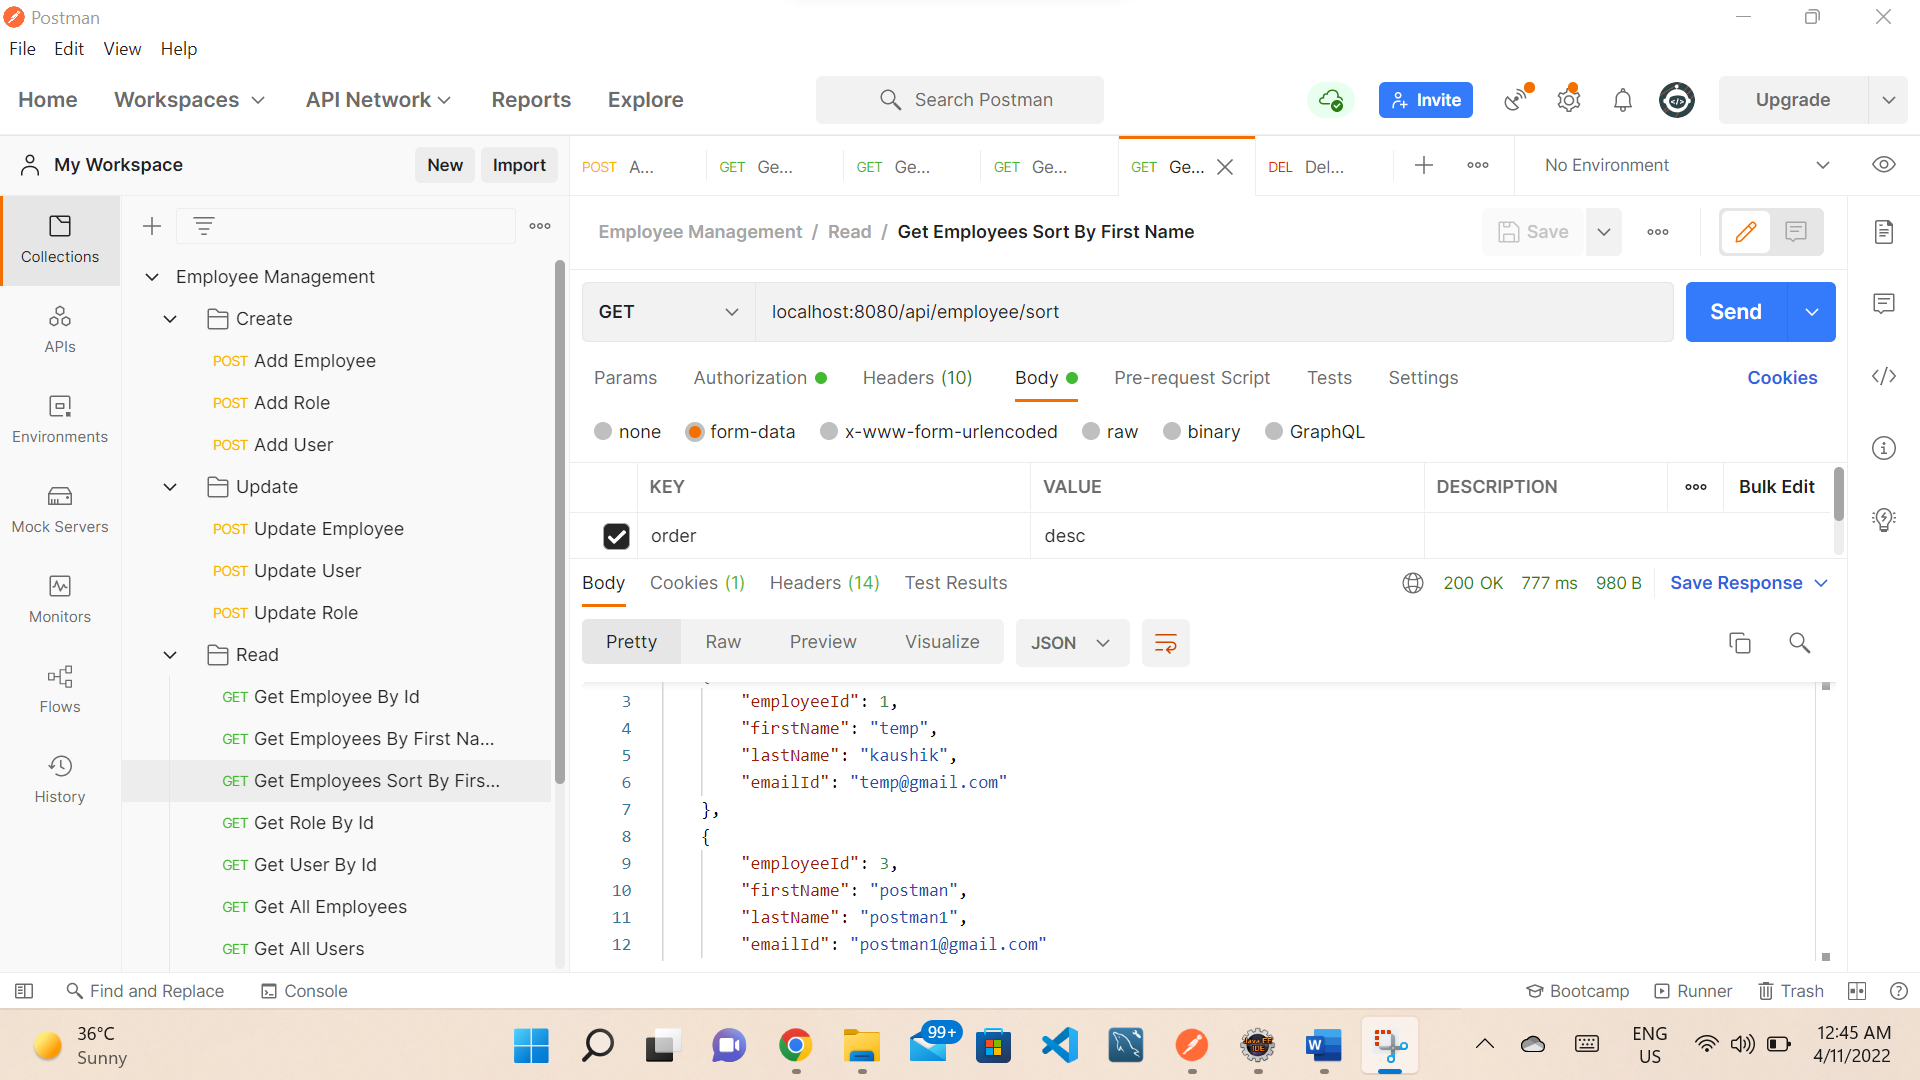 Postman
File Edit View Help
Home Workspaces API Network Reports Explore Search Postman Invite Upgrade
My Workspace New Import POST A... GET Ge... GET Ge... GET Ge... GET Ge... DEL Del... No Environment
Collections
APIs
Environments
Mock Servers
Monitors
Flows
History
Employee Management
Create
POST Add Employee
POST Add Role
POST Add User
Update
POST Update Employee
POST Update User
POST Update Role
Read
GET Get Employee By Id
GET Get Employees By First Na...
GET Get Employees Sort By Firs...
GET Get Role By Id
GET Get User By Id
GET Get All Employees
GET Get All Users
Employee Management / Read / Get Employees Sort By First Name Save
GET localhost:8080/api/employee/sort Send
Params Authorization Headers (10) Body Pre-request Script Tests Settings Cookies
none form-data x-www-form-urlencoded raw binary GraphQL
KEY VALUE DESCRIPTION Bulk Edit
order desc
Body Cookies (1) Headers (14) Test Results 200 OK 777 ms 980 B Save Response
Pretty Raw Preview Visualize JSON
3 "employeeId": 1,
4 "firstName": "temp",
5 "lastName": "kaushik",
6 "emailId": "temp@gmail.com"
7 },
8 {
9 "employeeId": 3,
10 "firstName": "postman",
11 "lastName": "postman1",
12 "emailId": "postman1@gmail.com"
Find and Replace Console Bootcamp Runner Trash
36°C
Sunny
99+
Java EE
IDE
W
ENG
US
12:45 AM
4/11/2022